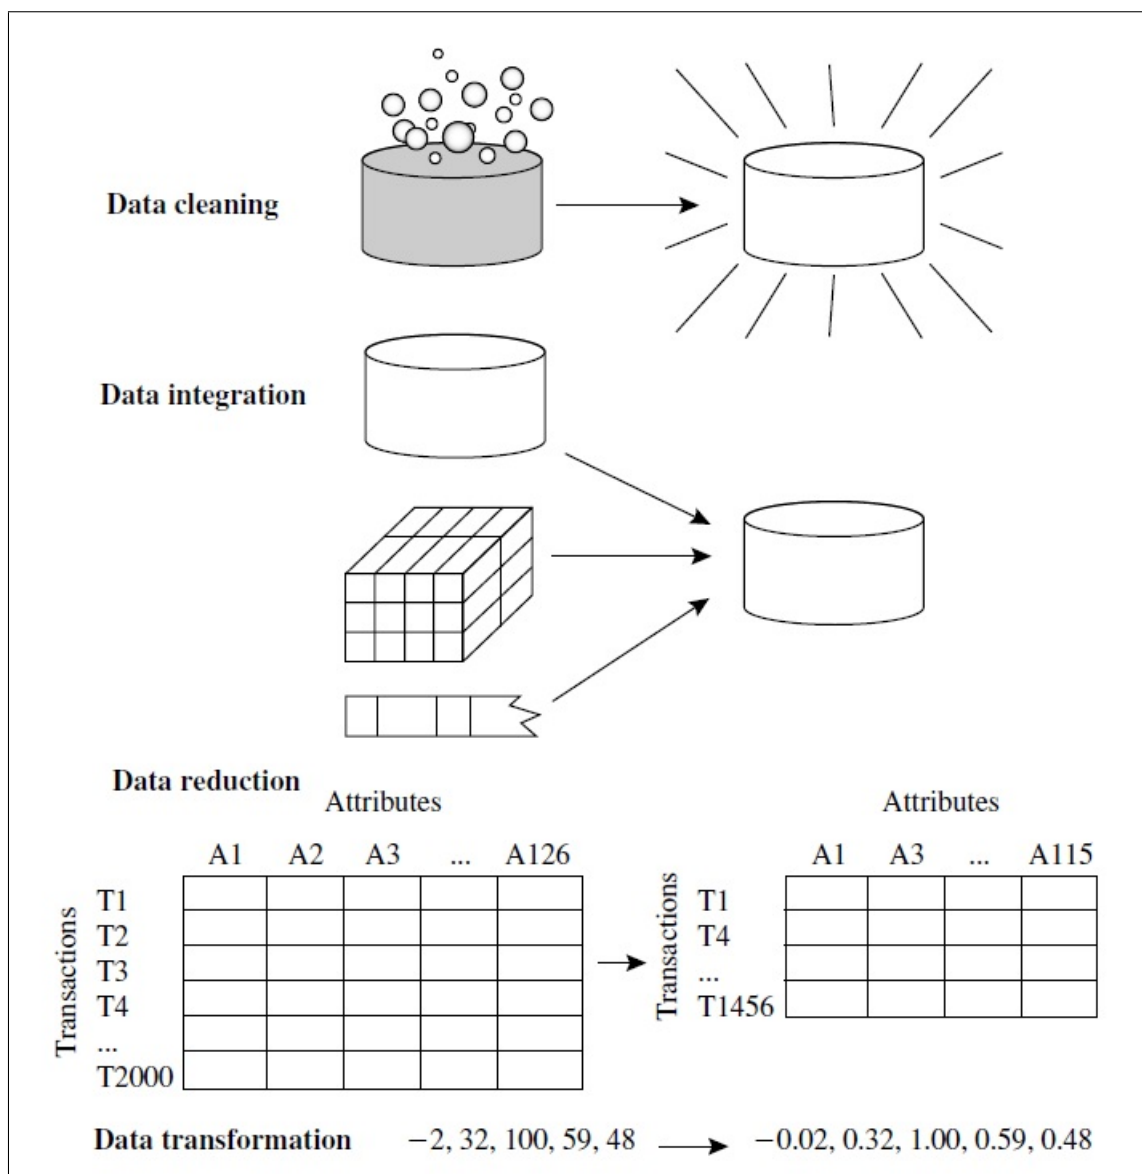 Data cleaning
Data integration
Data reduction
Attributes
A1 A2 A3 ... A126
Transactions
T1
T2
T3
T4
...
T2000
Attributes
A1 A3 ... A115
Transactions
T1
T4
...
T1456
Data transformation −2, 32, 100, 59, 48 −0.02, 0.32, 1.00, 0.59, 0.48